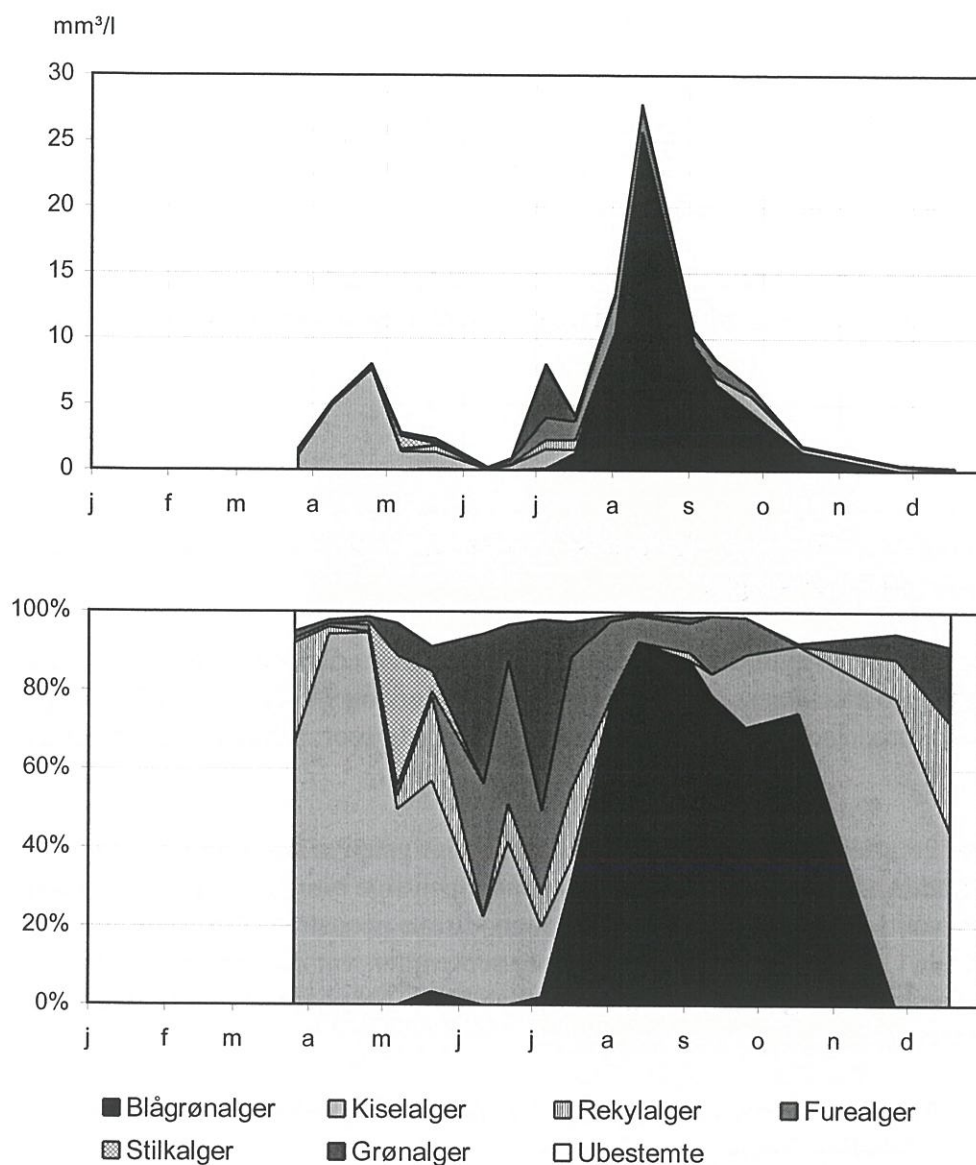 mm³/l
30
25
20
15
10
5
0
j f m a m j j a s o n d
100%
80%
60%
40%
20%
0%
j f m a m j j a s o n d
Blågrønalger Kiselalger Rekylalger Furealger
Stilkalger Grønalger Ubestemte